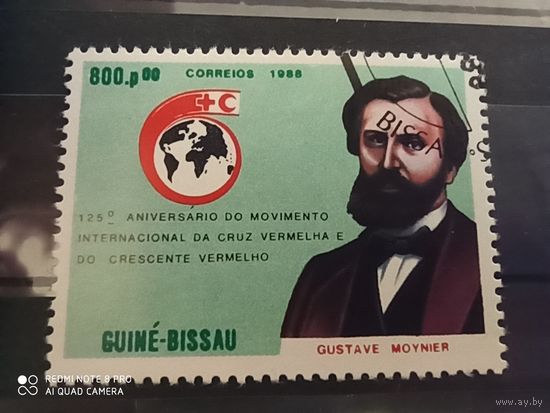 800.p00 CORREIOS 1988
BISSA
125º ANIVERSÁRIO DO MOVIMENTO
INTERNACIONAL DA CRUZ VERMELHA E
DO CRESCENTE VERMELHO
GUINÉ-BISSAU
GUSTAVE MOYNIER
REDMI NOTE 8 PRO
AI QUAD CAMERA
www.ay.by